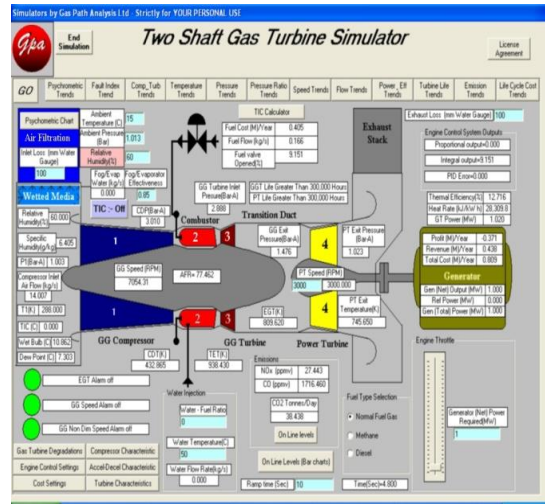 Simulators by Gas Path Analysis Ltd - Strictly for YOUR PERSONAL USE
Gpa
End Simulation
Two Shaft Gas Turbine Simulator
License Agreement
GO
Psychrometric Trends
Fault Index Trend
Comp_Turb Trends
Temperature Trends
Pressure Trends
Pressure Ratio Trends
Speed Trends
Flow Trends
Power_Eff Trends
Turbine Life Trends
Emission Trends
Life Cycle Cost Trends
Psychometric Chart
Ambient Temperature (C) 15
Ambient Pressure (Bar) 1.013
Relative Humidity(%) 60
Air Filtration
Inlet Loss (mm Water Gauge)
100
Fog/Evap Water (kg/s) 0.000
Fog/Evaporator Effectiveness 0.85
Wetted Media
TIC :- Off
CDP(Bar-A) 3.010
Relative Humidity(%) 60.000
Specific Humidity(g/kg) 6.405
P1(Bar-A) 1.003
Compressor Inlet Air Flow (kg/s) 14.007
T1(K) 288.000
TIC (C) 0.000
Wet Bulb (C) 10.862
Dew Point (C) 7.303
TIC Calculator
Fuel Cost (M)/Year 0.405
Fuel Flow (kg/s) 0.166
Fuel valve Opened(%) 9.151
GG Turbine Inlet Pressure (Bar-A) 2.888
GGT Life Greater Than 300,000 Hours
PT Life Greater Than 300,000 Hours
Combustor
Transition Duct
Exhaust Stack
GG Exit Pressure (Bar-A) 1.476
PT Exit Pressure (Bar-A) 1.023
1
2
3
4
GG Speed (RPM) 7054.31
AFR= 77.462
PT Speed (RPM)
3000
3000.000
EGT(K) 809.620
PT Exit Temperature(K) 745.650
1
2
3
4
GG Compressor
GG Turbine
Power Turbine
CDT(K) 432.865
TET(K) 938.430
Exhaust Loss (mm Water Gauge) 100
Engine Control System Outputs
Proportional output=0.000
Integral output=9.151
PID Error=0.000
Thermal Efficiency(%) 12.716
Heat Rate (kJ/kW h) 28,309.8
GT Power (MW) 1.020
Profit (M)/Year -0.371
Revenue (M)/Year 0.438
Total Cost (M)/Year 0.809
Generator
Gen (Net) Output (MW) 1.000
Ref Power (MW) 0.000
Gen (Total) Power (MW) 1.000
EGT Alarm off
GG Speed Alarm off
GG Non Dim Speed Alarm off
Water Injection
Water - Fuel Ratio
0
Water Temperature(C)
50
Water Flow Rate(kg/s)
0.000
Emissions
NOx (ppmv) 27.443
CO (ppmv) 1716.460
CO2 Tonnes/Day
38.438
On Line levels
On Line Levels (Bar charts)
Fuel Type Selection
Normal Fuel Gas
Methane
Diesel
Engine Throttle
Generator (Net) Power Required(MW)
1
Gas Turbine Degradations
Compressor Characteristic
Engine Control Settings
Accel-Decel Characteristic
Cost Settings
Turbine Characteristics
Ramp time (Sec) 10
Time(Sec)=4.800